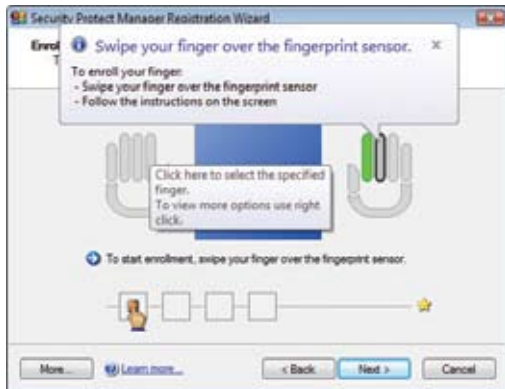 Security Protect Manager Registration Wizard
Enrol
T
Swipe your finger over the fingerprint sensor.
To enroll your finger:
- Swipe your finger over the fingerprint sensor
- Follow the instructions on the screen
Click here to select the specified
finger.
To view more options use right
click.
To start enrollment, swipe your finger over the fingerprint sensor.
More...
Learn more...
< Back
Next >
Cancel